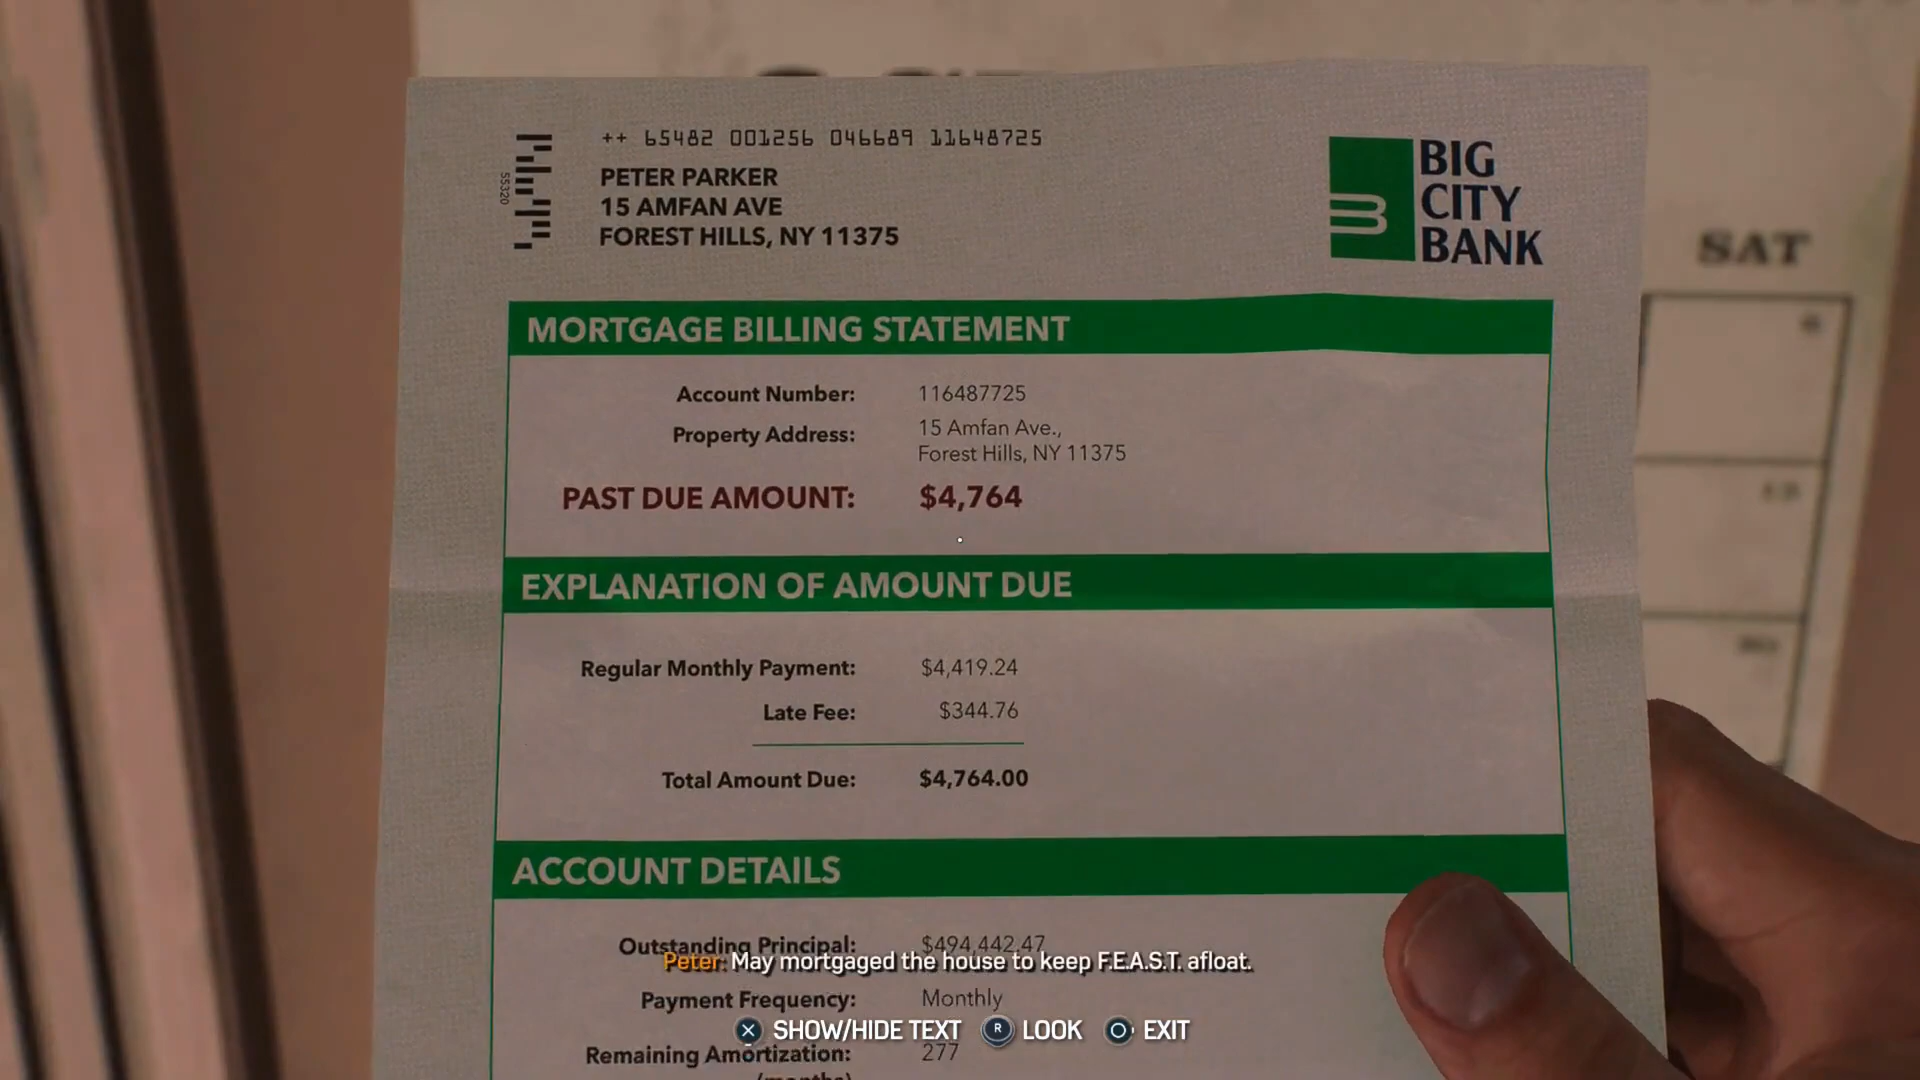 ++ 65482 001256 046689 11648725
PETER PARKER
15 AMFAN AVE
FOREST HILLS, NY 11375
55320
BIG
CITY
BANK
SAT
MORTGAGE BILLING STATEMENT
Account Number: 116487725
Property Address: 15 Amfan Ave.,
Forest Hills, NY 11375
PAST DUE AMOUNT: $4,764
EXPLANATION OF AMOUNT DUE
Regular Monthly Payment: $4,419.24
Late Fee: $344.76
Total Amount Due: $4,764.00
ACCOUNT DETAILS
Outstanding Principal: $494,442.47
Peter: May mortgaged the house to keep F.E.A.S.T. afloat.
Payment Frequency: Monthly
SHOW/HIDE TEXT R LOOK EXIT
Remaining Amortization: 277
(months)